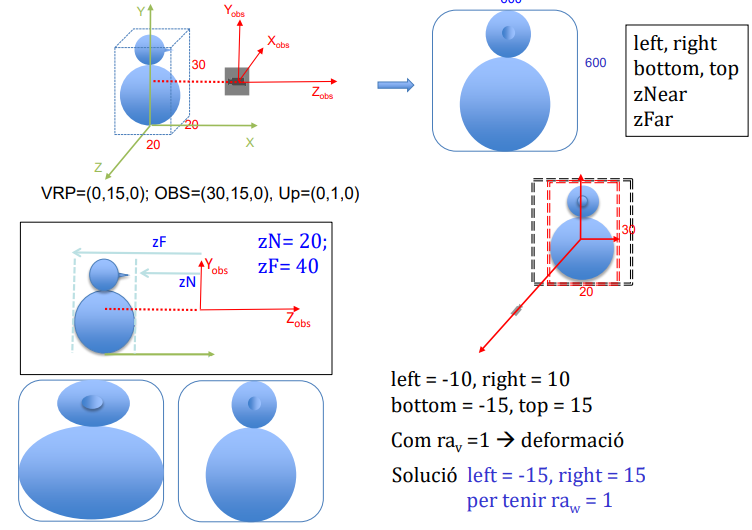 Y
Yobs
Xobs
30
Zobs
20
20
X
Z
600
left, right
bottom, top
zNear
zFar
VRP=(0,15,0); OBS=(30,15,0), Up=(0,1,0)
zF
zN= 20;
zF= 40
Yobs
zN
Zobs
30
20
left = -10, right = 10
bottom = -15, top = 15
Com rav =1 → deformació
Solució left = -15, right = 15
per tenir raw = 1